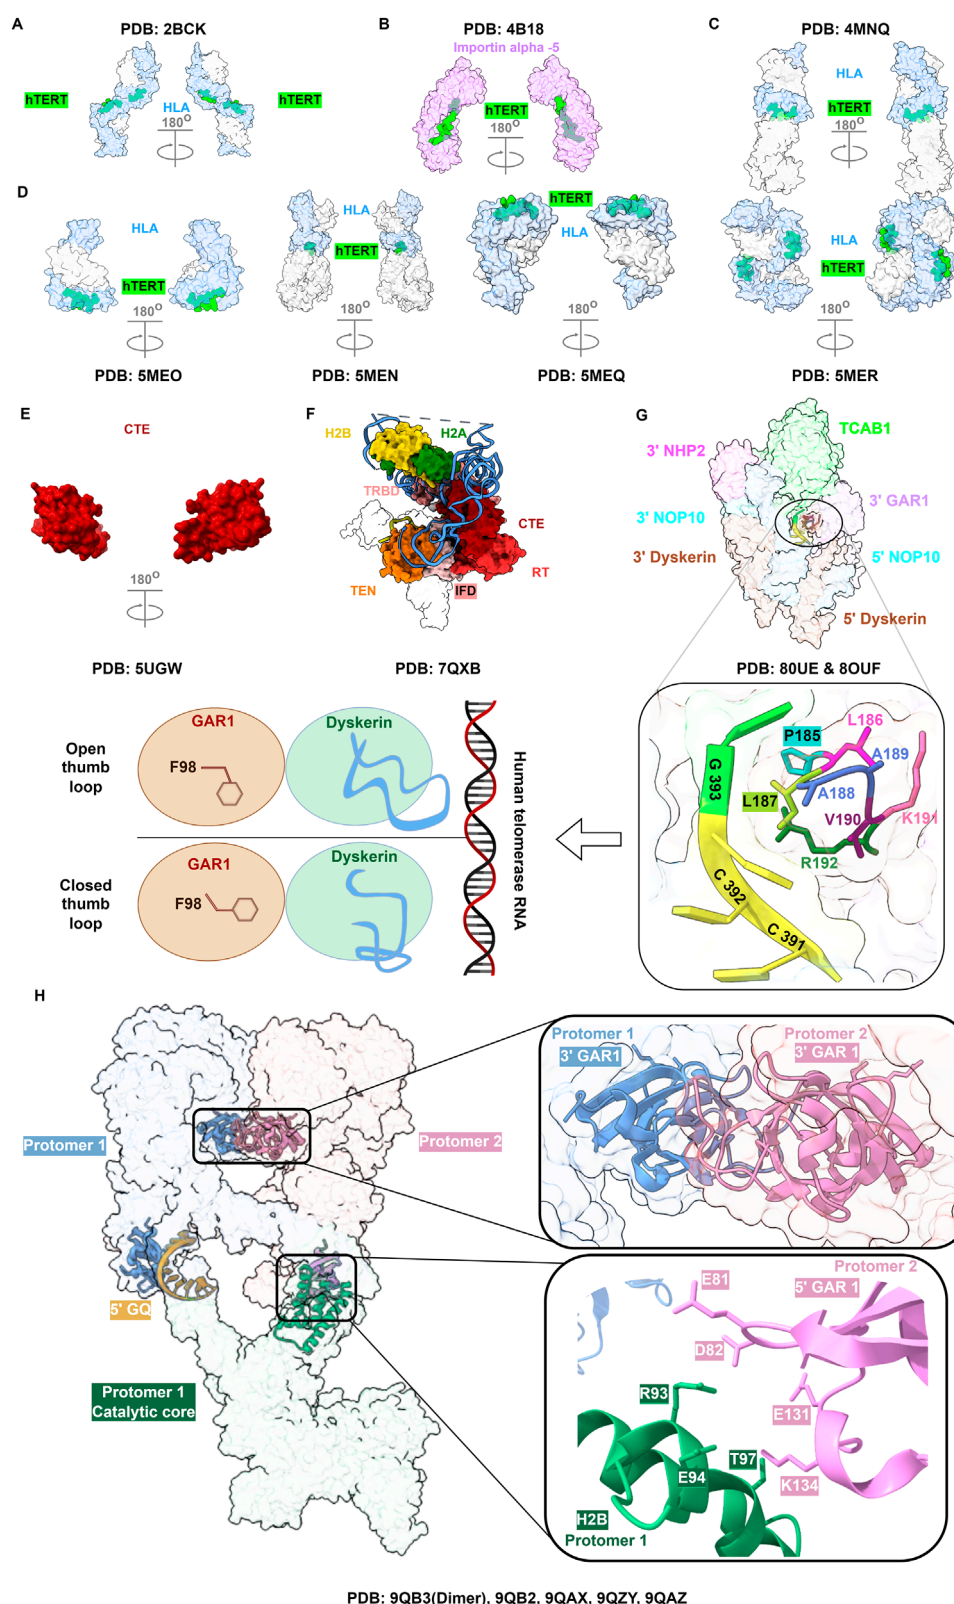 A
PDB: 2BCK
hTERT
HLA
hTERT
180°
B
PDB: 4B18
Importin alpha -5
hTERT
180°
C
PDB: 4MNQ
HLA
hTERT
180°
D
HLA
hTERT
180°
PDB: 5MEO
HLA
hTERT
180°
PDB: 5MEN
hTERT
HLA
180°
PDB: 5MEQ
HLA
hTERT
180°
PDB: 5MER
E
CTE
180°
PDB: 5UGW
F
H2B
H2A
TRBD
CTE
RT
TEN
IFD
PDB: 7QXB
G
TCAB1
3' NHP2
3' GAR1
3' NOP10
3' Dyskerin
5' NOP10
5' Dyskerin
PDB: 80UE & 8OUF
GAR1
Dyskerin
Open
thumb
loop
F98
GAR1
Dyskerin
Closed
thumb
loop
F98
Human telomerase RNA
L186
P185
A189
G 393
L187
A188
V190
K191
R192
C 392
C 391
H
Protomer 1
Protomer 2
5' GQ
Protomer 1
Catalytic core
Protomer 1
3' GAR1
Protomer 2
3' GAR 1
Protomer 2
E81
5' GAR 1
D82
R93
E131
T97
E94
K134
H2B
Protomer 1
PDB: 9QB3(Dimer), 9QB2, 9QAX, 9QZY, 9QAZ